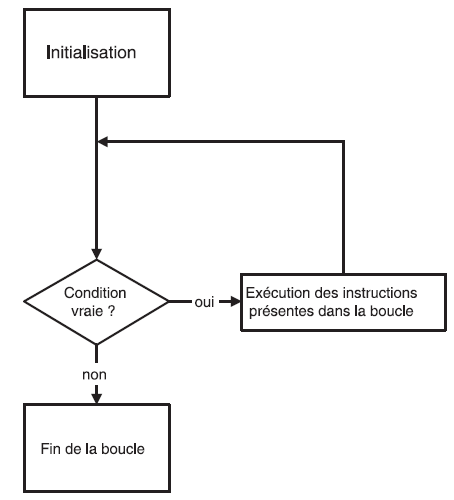 Initialisation
Condition
vraie ?
oui
Exécution des instructions
présentes dans la boucle
non
Fin de la boucle